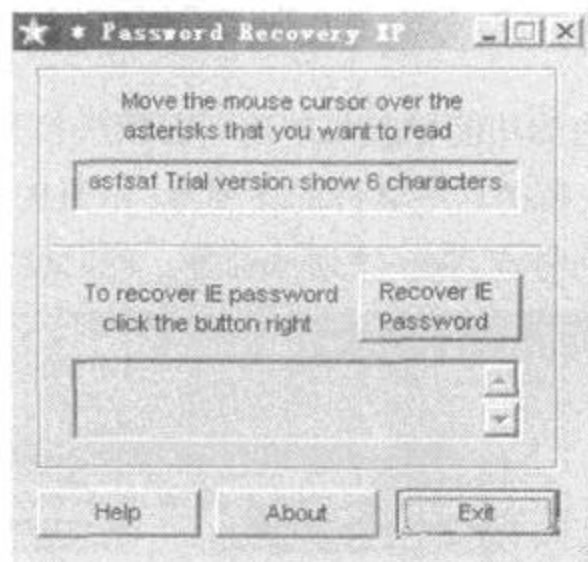 * Password Recovery XP
Move the mouse cursor over the
asterisks that you want to read
asfsaf Trial version show 6 characters
To recover IE password
click the button right
Recover IE
Password
Help
About
Exit